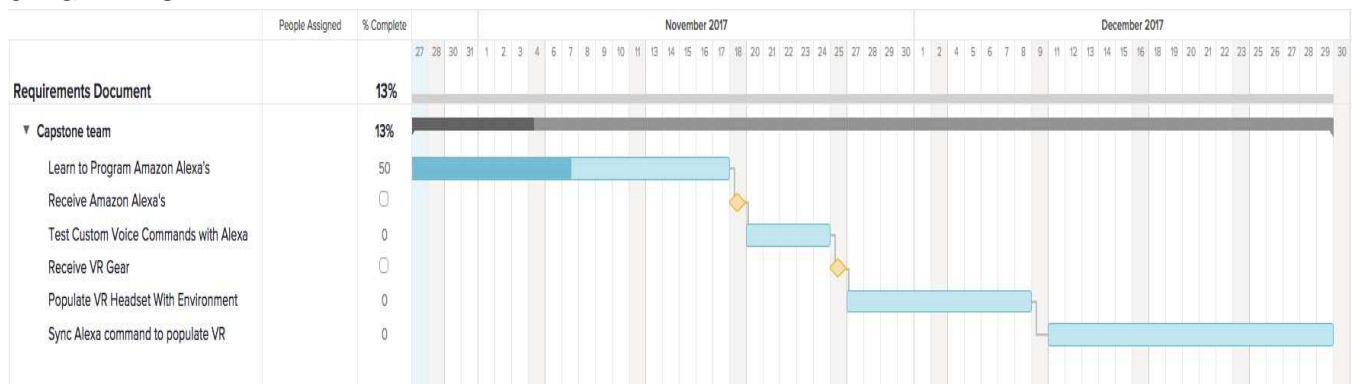 People Assigned % Complete November 2017 December 2017
27 28 30 31 1 2 3 4 6 7 8 9 10 11 13 14 15 16 17 18 20 21 22 23 24 25 27 28 29 30 1 2 4 5 6 7 8 9 11 12 13 14 15 16 18 19 20 21 22 23 25 26 27 28 29 30
Requirements Document 13%
Capstone team 13%
Learn to Program Amazon Alexa's 50
Receive Amazon Alexa's
Test Custom Voice Commands with Alexa 0
Receive VR Gear
Populate VR Headset With Environment 0
Sync Alexa command to populate VR 0